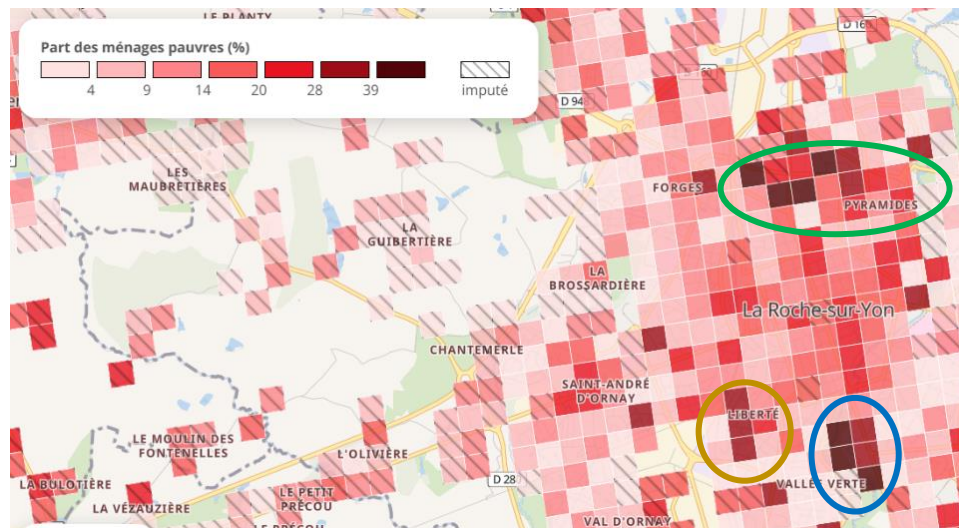 LE PLANTY
Part des ménages pauvres (%)
4 9 14 20 28 39 imputé
D 94
LES
MAUBRETIÈRES
FORGES
PYRAMIDES
LA
GUIBERTIÈRE
LA
BROSSARDIÈRE
La Roche-sur-Yon
CHANTEMERLE
SAINT-ANDRÉ
D'ORNAY
LIBERTÉ
LE MOULIN DES
FONTENELLES
L'OLIVIÈRE
LA BULOTIÈRE
D 28
VALLÉE VERTE
LA VÉZAUZIÈRE
LE PETIT
PRÉCOU
LE PRÉCOU
VAL D'ORNAY